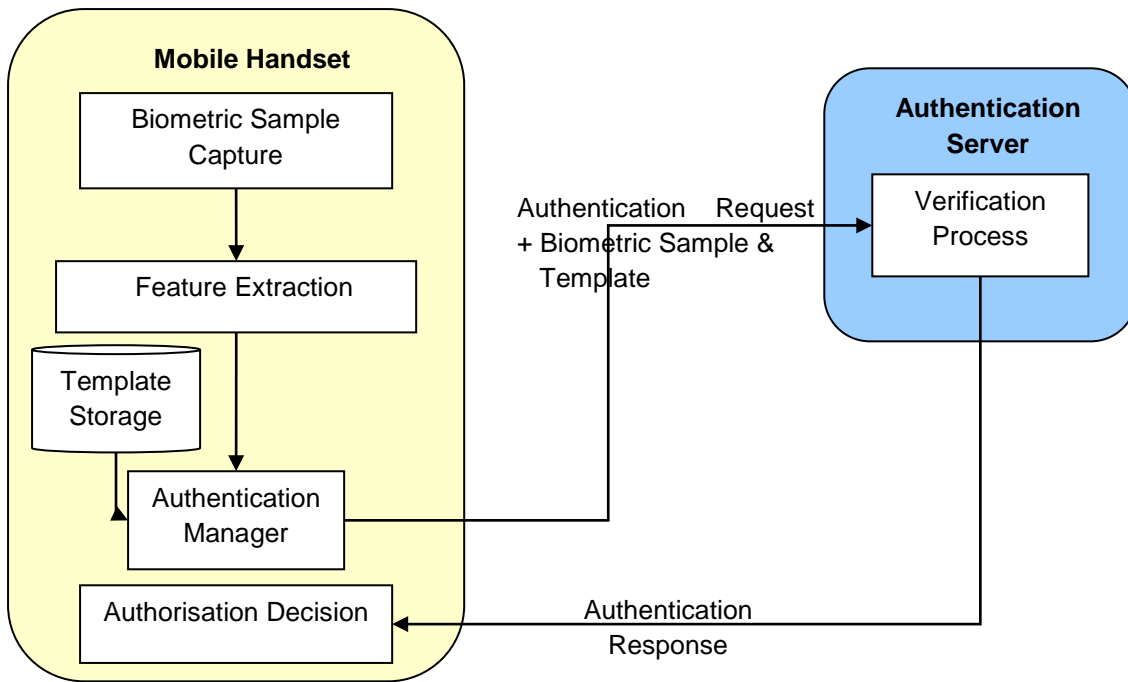 Mobile Handset
Biometric Sample
Capture
Feature Extraction
Template
Storage
Authentication
Manager
Authorisation Decision
Authentication Request
+ Biometric Sample &
Template
Authentication
Server
Verification
Process
Authentication
Response